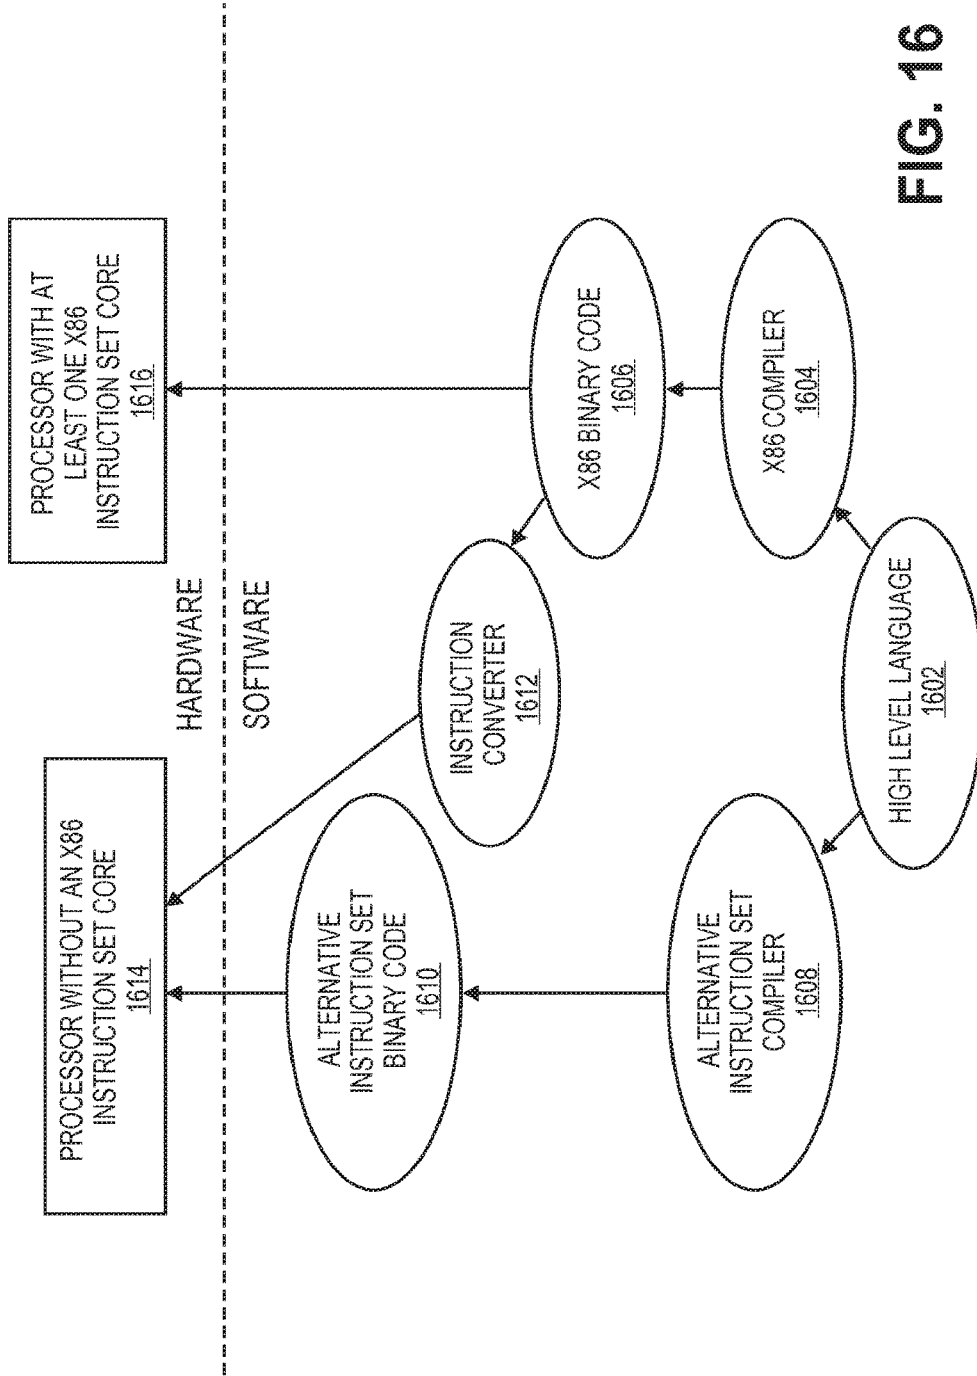 PROCESSOR WITHOUT AN X86
INSTRUCTION SET CORE
1614
PROCESSOR WITH AT
LEAST ONE X86
INSTRUCTION SET CORE
1616
HARDWARE
SOFTWARE
ALTERNATIVE
INSTRUCTION SET
BINARY CODE
1610
INSTRUCTION
CONVERTER
1612
X86 BINARY CODE
1606
ALTERNATIVE
INSTRUCTION SET
COMPILER
1608
X86 COMPILER
1604
HIGH LEVEL LANGUAGE
1602
FIG. 16